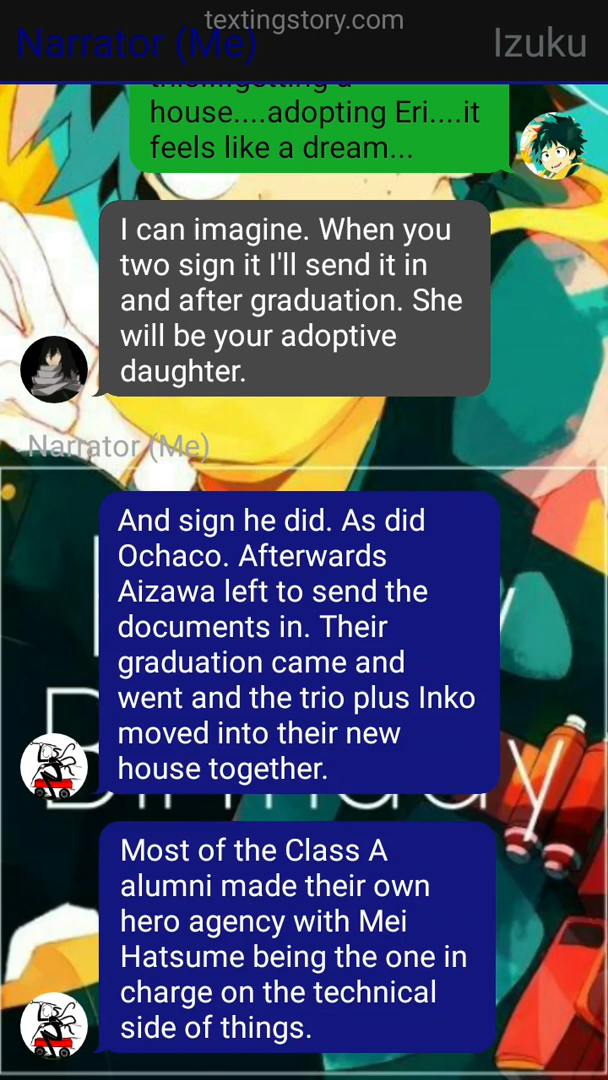 textingstory.com
Narrator (Me)
Izuku
house....adopting Eri....it
feels like a dream...
I can imagine. When you
two sign it I'll send it in
and after graduation. She
will be your adoptive
daughter.
Narrator (Me)
And sign he did. As did
Ochaco. Afterwards
Aizawa left to send the
documents in. Their
graduation came and
went and the trio plus Inko
moved into their new
house together.
Most of the Class A
alumni made their own
hero agency with Mei
Hatsume being the one in
charge on the technical
side of things.